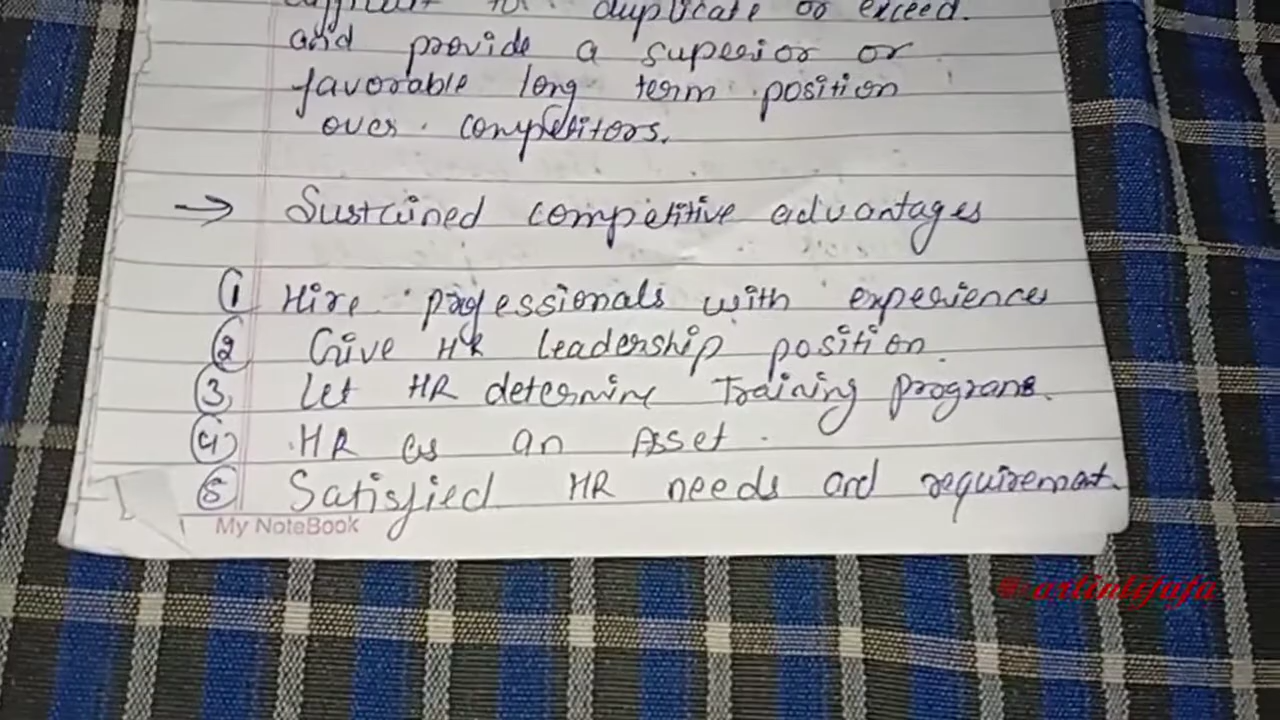 duplicate or exceed.
and provide a superior or
favorable long term position
over competitors.
→ Sustained competitive advantages
① Hire professionals with experiences
② Give HR leadership position.
③ Let HR determine Training programs.
④ HR as an Asset.
⑤ Satisfied HR needs and requirement.
My NoteBook